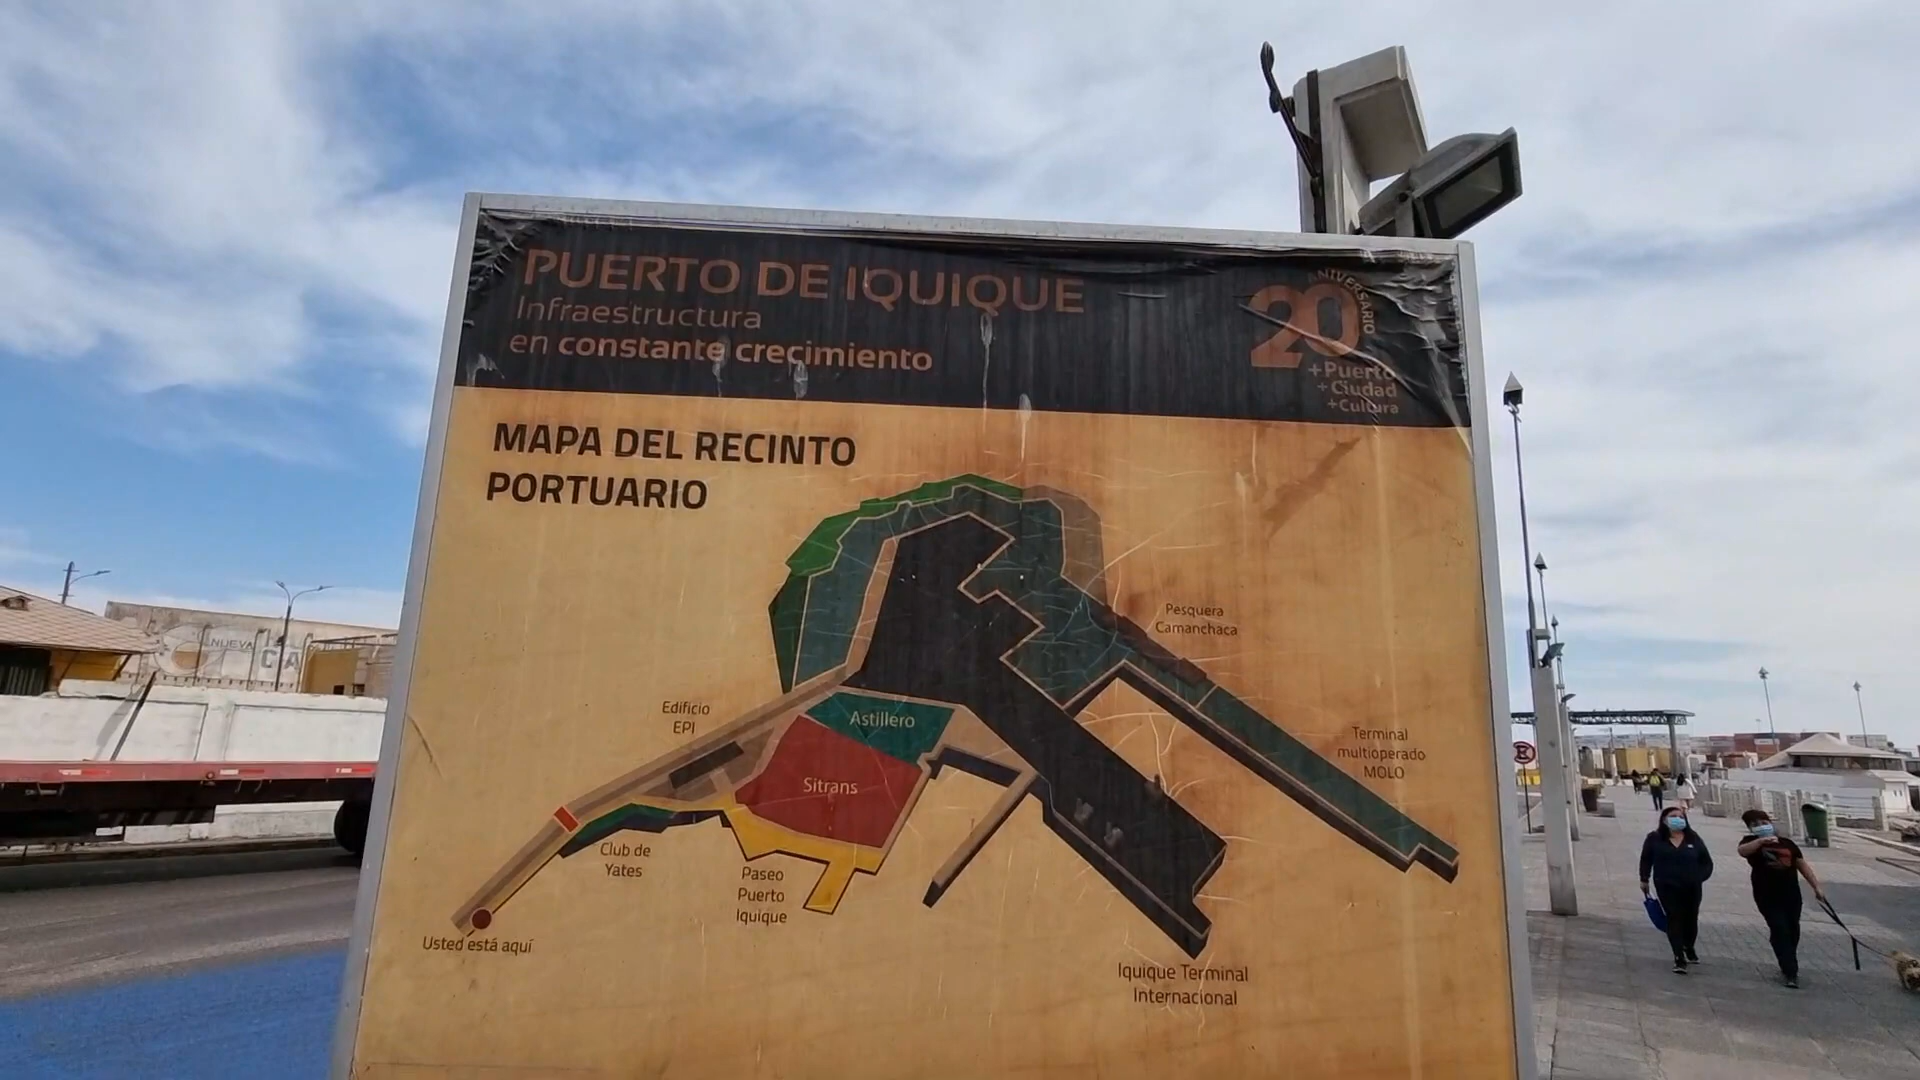 PUERTO DE IQUIQUE
Infraestructura
en constante crecimiento
ANIVERSARIO
20
+Puerto
+Ciudad
+Cultura
MAPA DEL RECINTO
PORTUARIO
Pesquera
Camanchaca
Edificio
EPI
Astillero
Terminal
multioperado
MOLO
Sitrans
Club de
Yates
Paseo
Puerto
Iquique
Usted está aquí
Iquique Terminal
Internacional
NUEVA
E